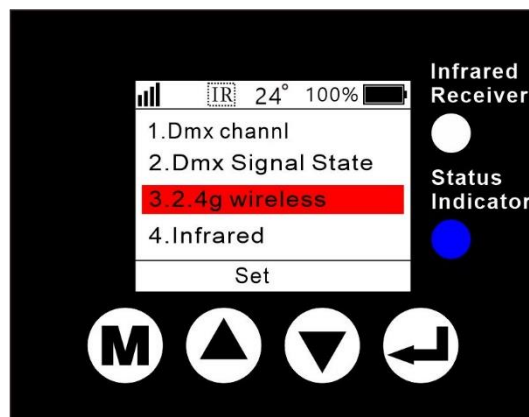 IR 24° 100%
1.Dmx channl
2.Dmx Signal State
3.2.4g wireless
4.Infrared
Set
Infrared
Receiver
Status
Indicator
M